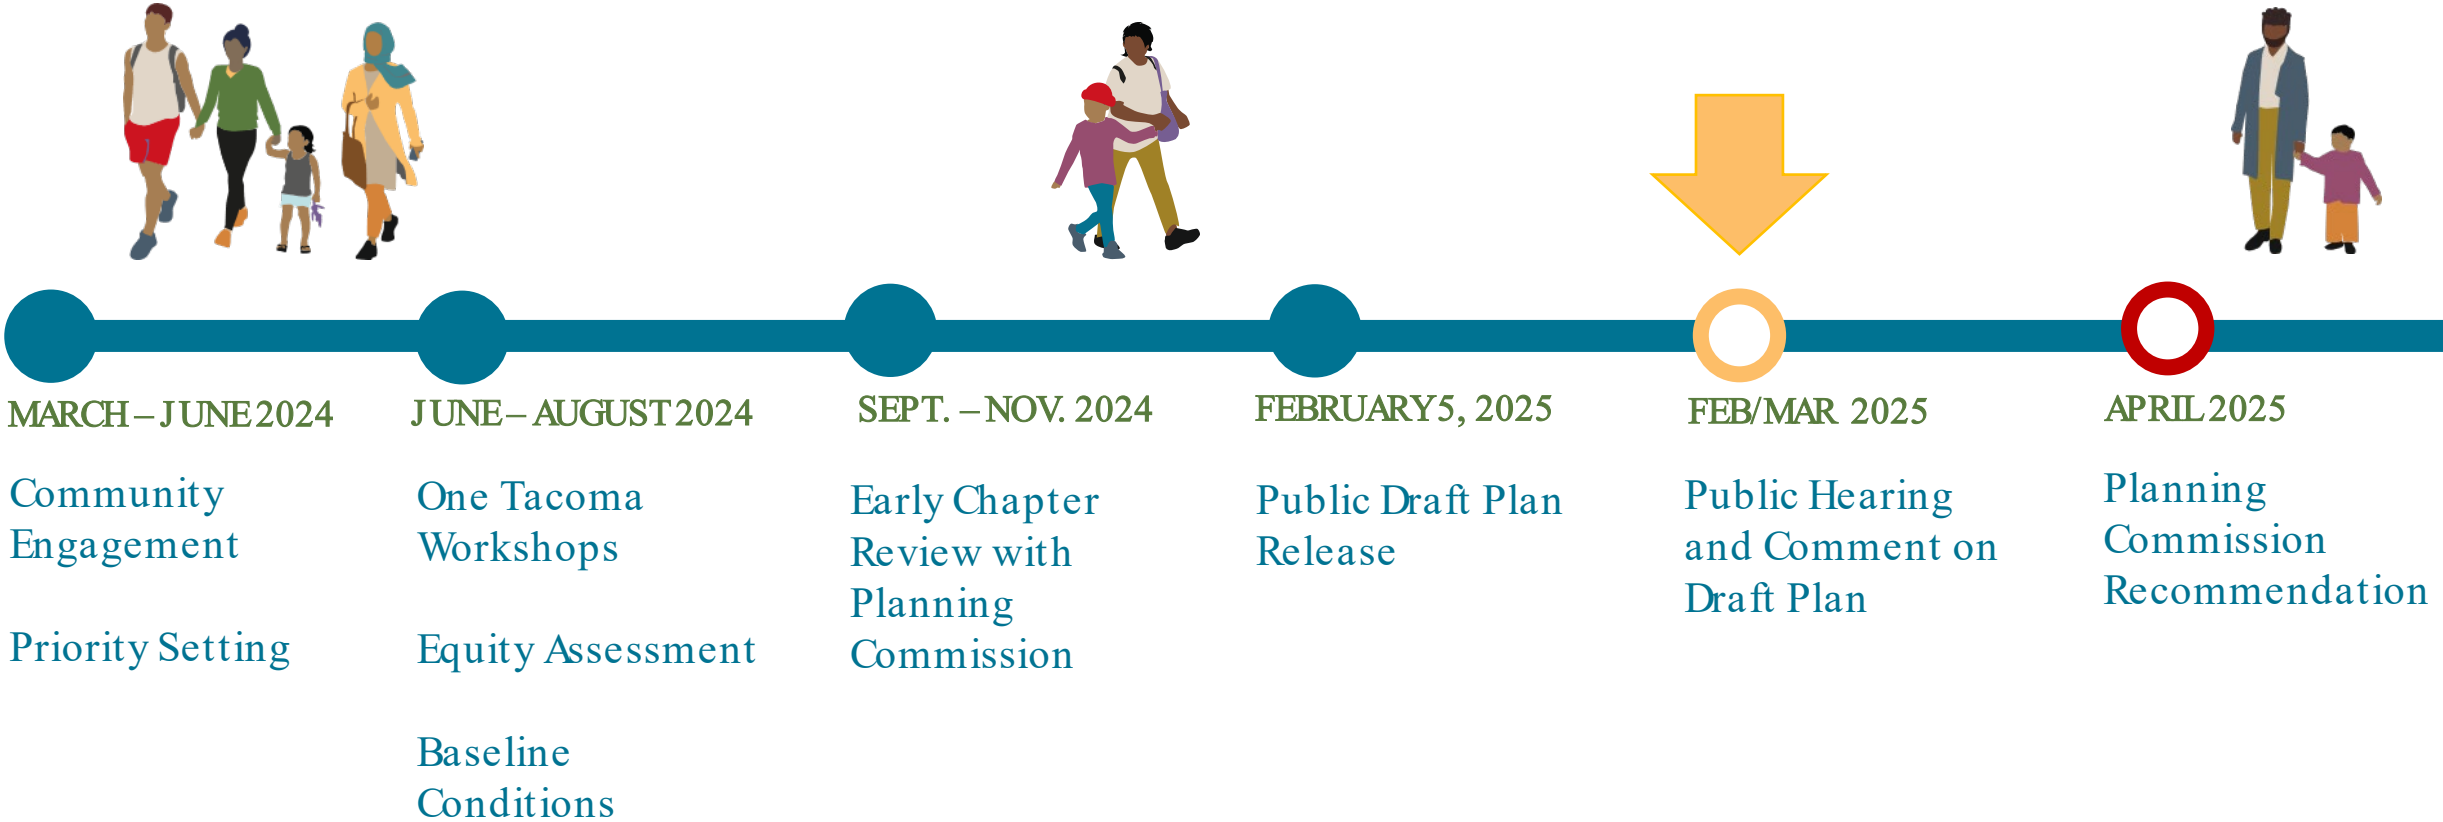 MARCH – JUNE 2024
Community
Engagement
Priority Setting
JUNE – AUGUST 2024
One Tacoma
Workshops
Equity Assessment
Baseline
Conditions
SEPT. – NOV. 2024
Early Chapter
Review with
Planning
Commission
FEBRUARY 5, 2025
Public Draft Plan
Release
FEB/MAR 2025
Public Hearing
and Comment on
Draft Plan
APRIL 2025
Planning
Commission
Recommendation